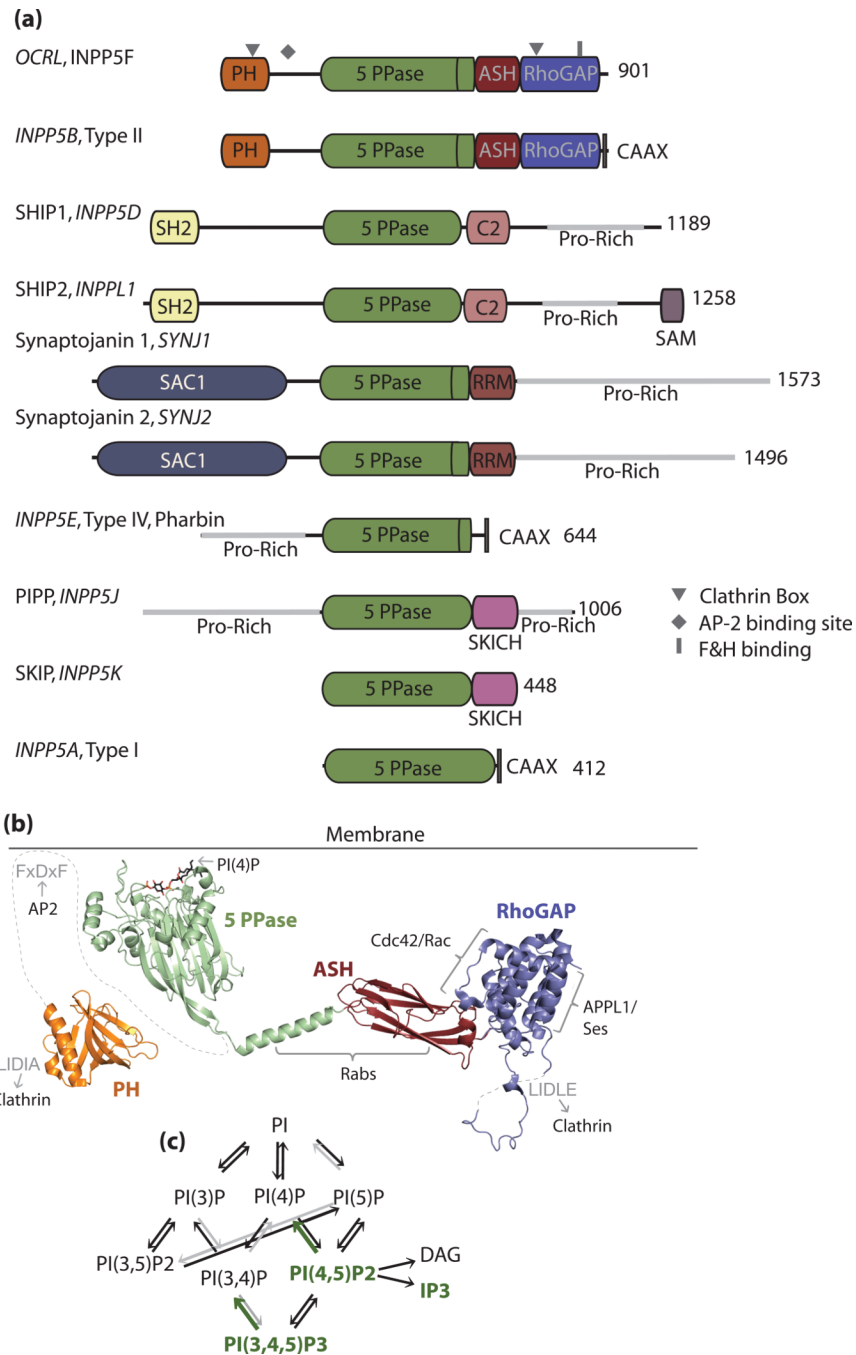 (a)
OCRL, INPP5F
PH
5 PPase
ASH
RhoGAP
901
INPP5B, Type II
PH
5 PPase
ASH
RhoGAP
CAAX
SHIP1, INPP5D
SH2
5 PPase
C2
Pro-Rich
1189
SHIP2, INPPL1
SH2
5 PPase
C2
Pro-Rich
SAM
1258
Synaptojanin 1, SYNJ1
SAC1
5 PPase
RRM
Pro-Rich
1573
Synaptojanin 2, SYNJ2
SAC1
5 PPase
RRM
Pro-Rich
1496
INPP5E, Type IV, Pharbin
Pro-Rich
5 PPase
CAAX 644
PIPP, INPP5J
Pro-Rich
5 PPase
SKICH
Pro-Rich
1006
Clathrin Box
AP-2 binding site
F&H binding
SKIP, INPP5K
5 PPase
SKICH
448
INPP5A, Type I
5 PPase
CAAX 412
(b)
Membrane
FxDxF
AP2
PI(4)P
5 PPase
RhoGAP
Cdc42/Rac
ASH
APPL1/
Ses
Rabs
LIDIA
Clathrin
PH
LIDLE
Clathrin
(c)
PI
PI(3)P
PI(4)P
PI(5)P
PI(3,5)P2
PI(3,4)P
PI(4,5)P2
DAG
IP3
PI(3,4,5)P3